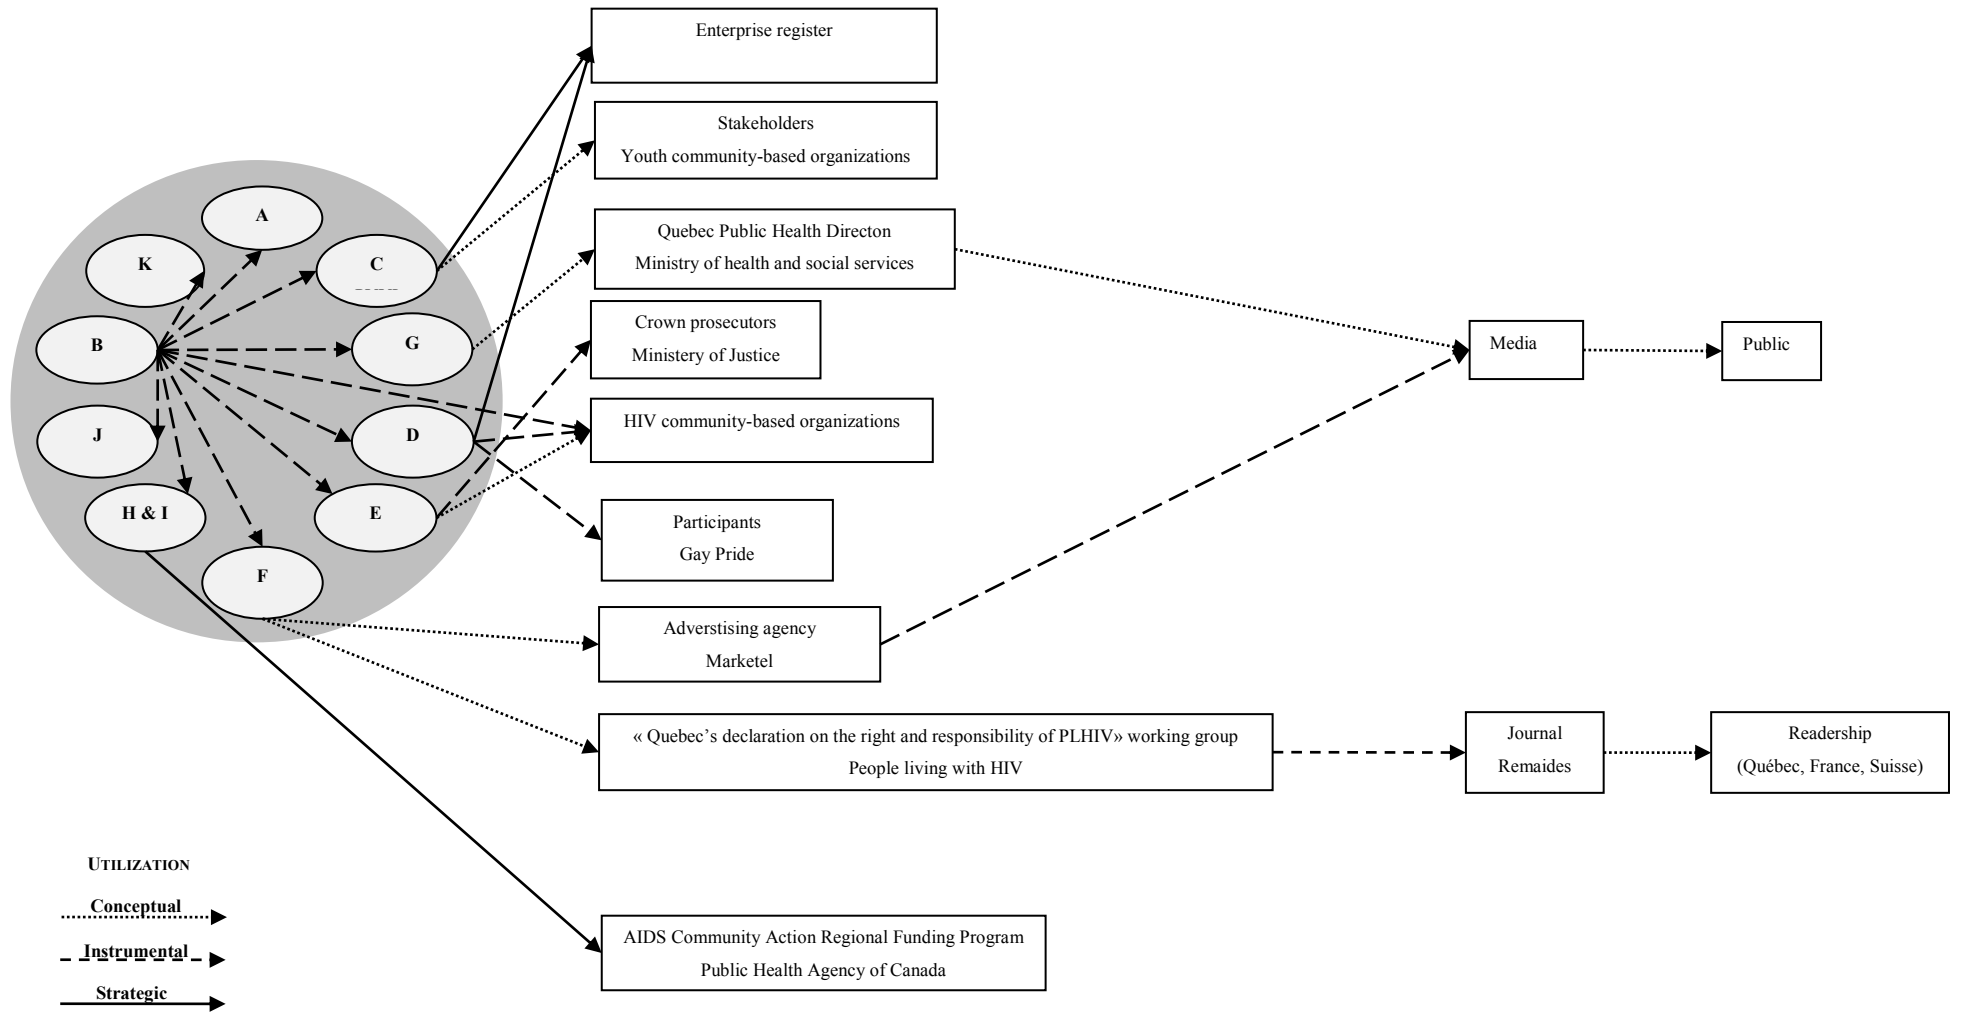 Enterprise register
Stakeholders
Youth community-based organizations
A
K
C
Quebec Public Health Directon
Ministry of health and social services
B
G
Crown prosecutors
Ministery of Justice
Media
Public
J
D
HIV community-based organizations
H & I
E
Participants
Gay Pride
F
Adverstising agency
Marketel
« Quebec’s declaration on the right and responsibility of PLHIV» working group
People living with HIV
Journal
Remaides
Readership
(Québec, France, Suisse)
UTILIZATION
Conceptual
Instrumental
Strategic
AIDS Community Action Regional Funding Program
Public Health Agency of Canada